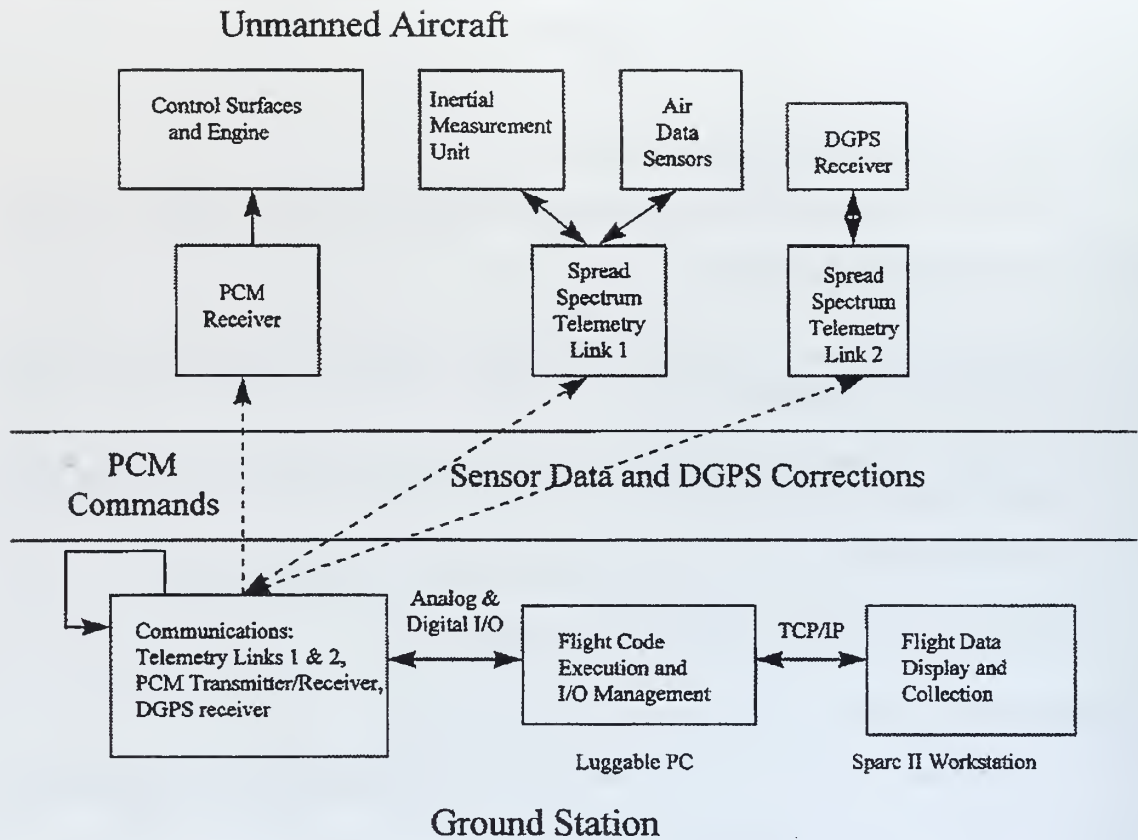 Unmanned Aircraft
Control Surfaces
and Engine
Inertial
Measurement
Unit
Air
Data
Sensors
DGPS
Receiver
PCM
Receiver
Spread
Spectrum
Telemetry
Link 1
Spread
Spectrum
Telemetry
Link 2
PCM
Commands
Sensor Data and DGPS Corrections
Communications:
Telemetry Links 1 & 2,
PCM Transmitter/Receiver,
DGPS receiver
Analog &
Digital I/O
Flight Code
Execution and
I/O Management
TCP/IP
Flight Data
Display and
Collection
Luggable PC
Sparc II Workstation
Ground Station